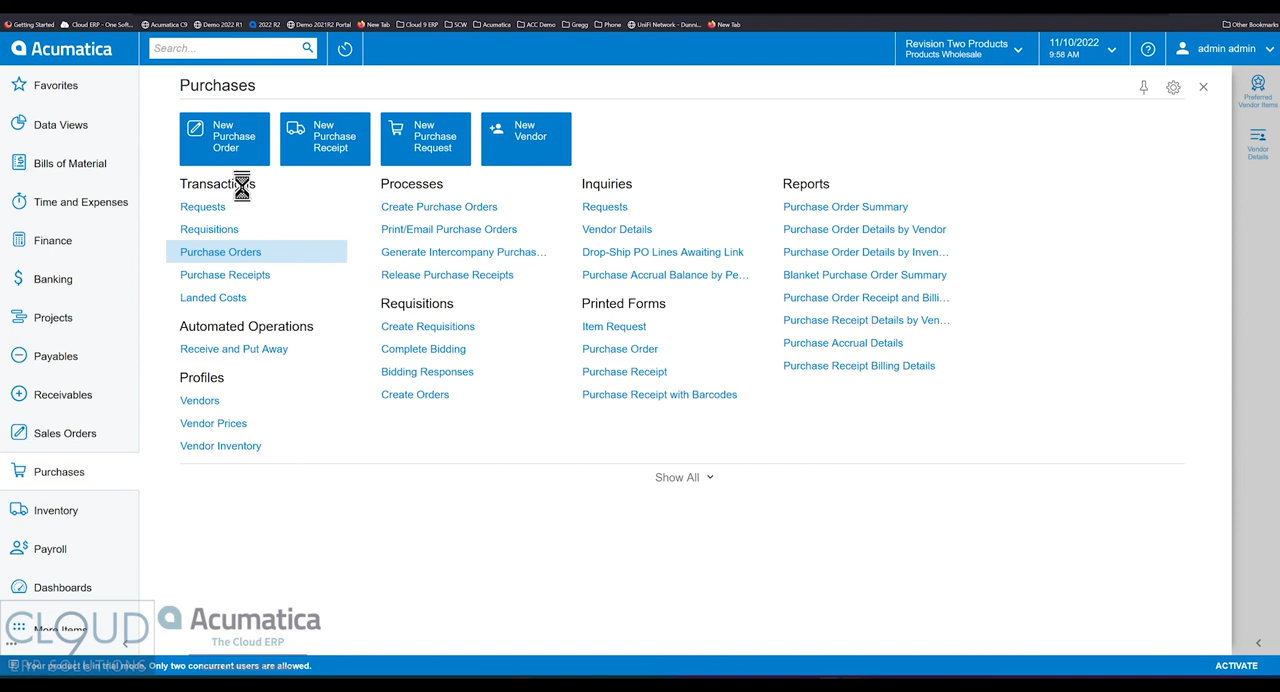 Getting Started
Cloud ERP - One Soft...
Acumatica C9
Demo 2022 R1
2022 R2
Demo 2021R2 Portal
New Tab
Cloud 9 ERP
SCW
Acumatica
ACC Demo
Gregg
Phone
UniFi Network - Dunni...
New Tab
Other Bookmarks
Acumatica
Search...
Revision Two Products
Products Wholesale
11/10/2022
9:58 AM
admin admin
Favorites
Data Views
Bills of Material
Time and Expenses
Finance
Banking
Projects
Payables
Receivables
Sales Orders
Purchases
Inventory
Payroll
Dashboards
More Items
Purchases
New
Purchase
Order
New
Purchase
Receipt
New
Purchase
Request
New
Vendor
Transactions
Requests
Requisitions
Purchase Orders
Purchase Receipts
Landed Costs
Automated Operations
Receive and Put Away
Profiles
Vendors
Vendor Prices
Vendor Inventory
Processes
Create Purchase Orders
Print/Email Purchase Orders
Generate Intercompany Purchas...
Release Purchase Receipts
Requisitions
Create Requisitions
Complete Bidding
Bidding Responses
Create Orders
Inquiries
Requests
Vendor Details
Drop-Ship PO Lines Awaiting Link
Purchase Accrual Balance by Pe...
Printed Forms
Item Request
Purchase Order
Purchase Receipt
Purchase Receipt with Barcodes
Reports
Purchase Order Summary
Purchase Order Details by Vendor
Purchase Order Details by Inven...
Blanket Purchase Order Summary
Purchase Order Receipt and Billi...
Purchase Receipt Details by Ven...
Purchase Accrual Details
Purchase Receipt Billing Details
Show All
Preferred
Vendor Items
Vendor
Details
CLOUD
ERP SOLUTIONS
Acumatica
The Cloud ERP
Your product is in trial mode. Only two concurrent users are allowed.
ACTIVATE